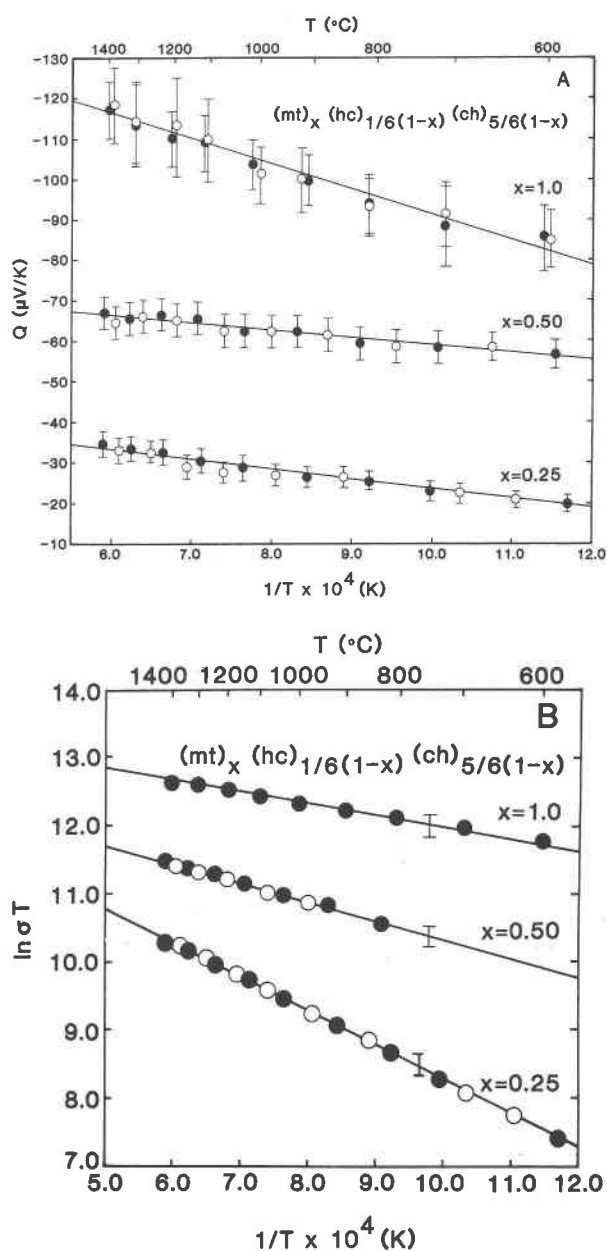 T (°C)
1400 1200 1000 800 600
-130
A
(mt)x (hc)1/6(1-x) (ch)5/6(1-x)
-120
-110
x=1.0
-100
-90
-80
Q (μV/K)
-70
x=0.50
-60
-50
-40
x=0.25
-30
-20
-10
6.0 7.0 8.0 9.0 10.0 11.0 12.0
1/T x 10⁴ (K)
T (°C)
1400 1200 1000 800 600
14.0
B
(mt)x (hc)1/6(1-x) (ch)5/6(1-x)
13.0
x=1.0
12.0
11.0
x=0.50
ln σT
10.0
9.0
x=0.25
8.0
7.0
5.0 6.0 7.0 8.0 9.0 10.0 11.0 12.0
1/T x 10⁴ (K)